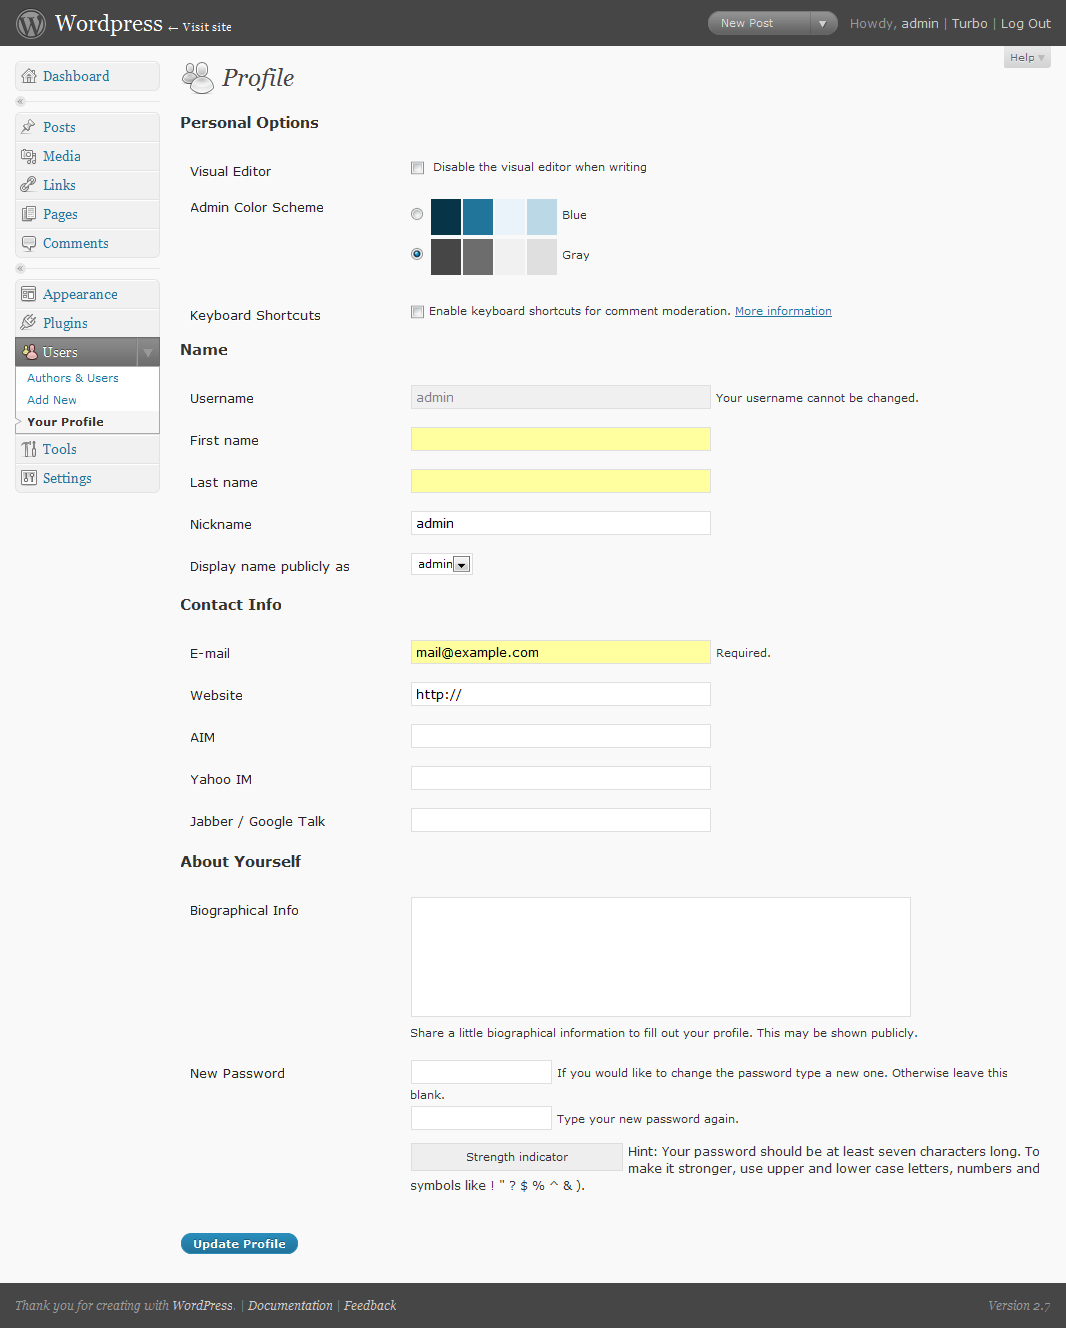 Wordpress ← Visit site
New Post ▼ Howdy, admin | Turbo | Log Out
Help ▼
Dashboard
«
Posts
Media
Links
Pages
Comments
«
Appearance
Plugins
Users ▼
Authors & Users
Add New
Your Profile
Tools
Settings
Profile
Personal Options
Visual Editor Disable the visual editor when writing
Admin Color Scheme Blue
Gray
Keyboard Shortcuts Enable keyboard shortcuts for comment moderation. More information
Name
Username admin Your username cannot be changed.
First name
Last name
Nickname admin
Display name publicly as admin
Contact Info
E-mail mail@example.com Required.
Website http://
AIM
Yahoo IM
Jabber / Google Talk
About Yourself
Biographical Info
Share a little biographical information to fill out your profile. This may be shown publicly.
New Password If you would like to change the password type a new one. Otherwise leave this
blank.
Type your new password again.
Strength indicator Hint: Your password should be at least seven characters long. To
make it stronger, use upper and lower case letters, numbers and
symbols like ! " ? $ % ^ & ).
Update Profile
Thank you for creating with WordPress. | Documentation | Feedback
Version 2.7